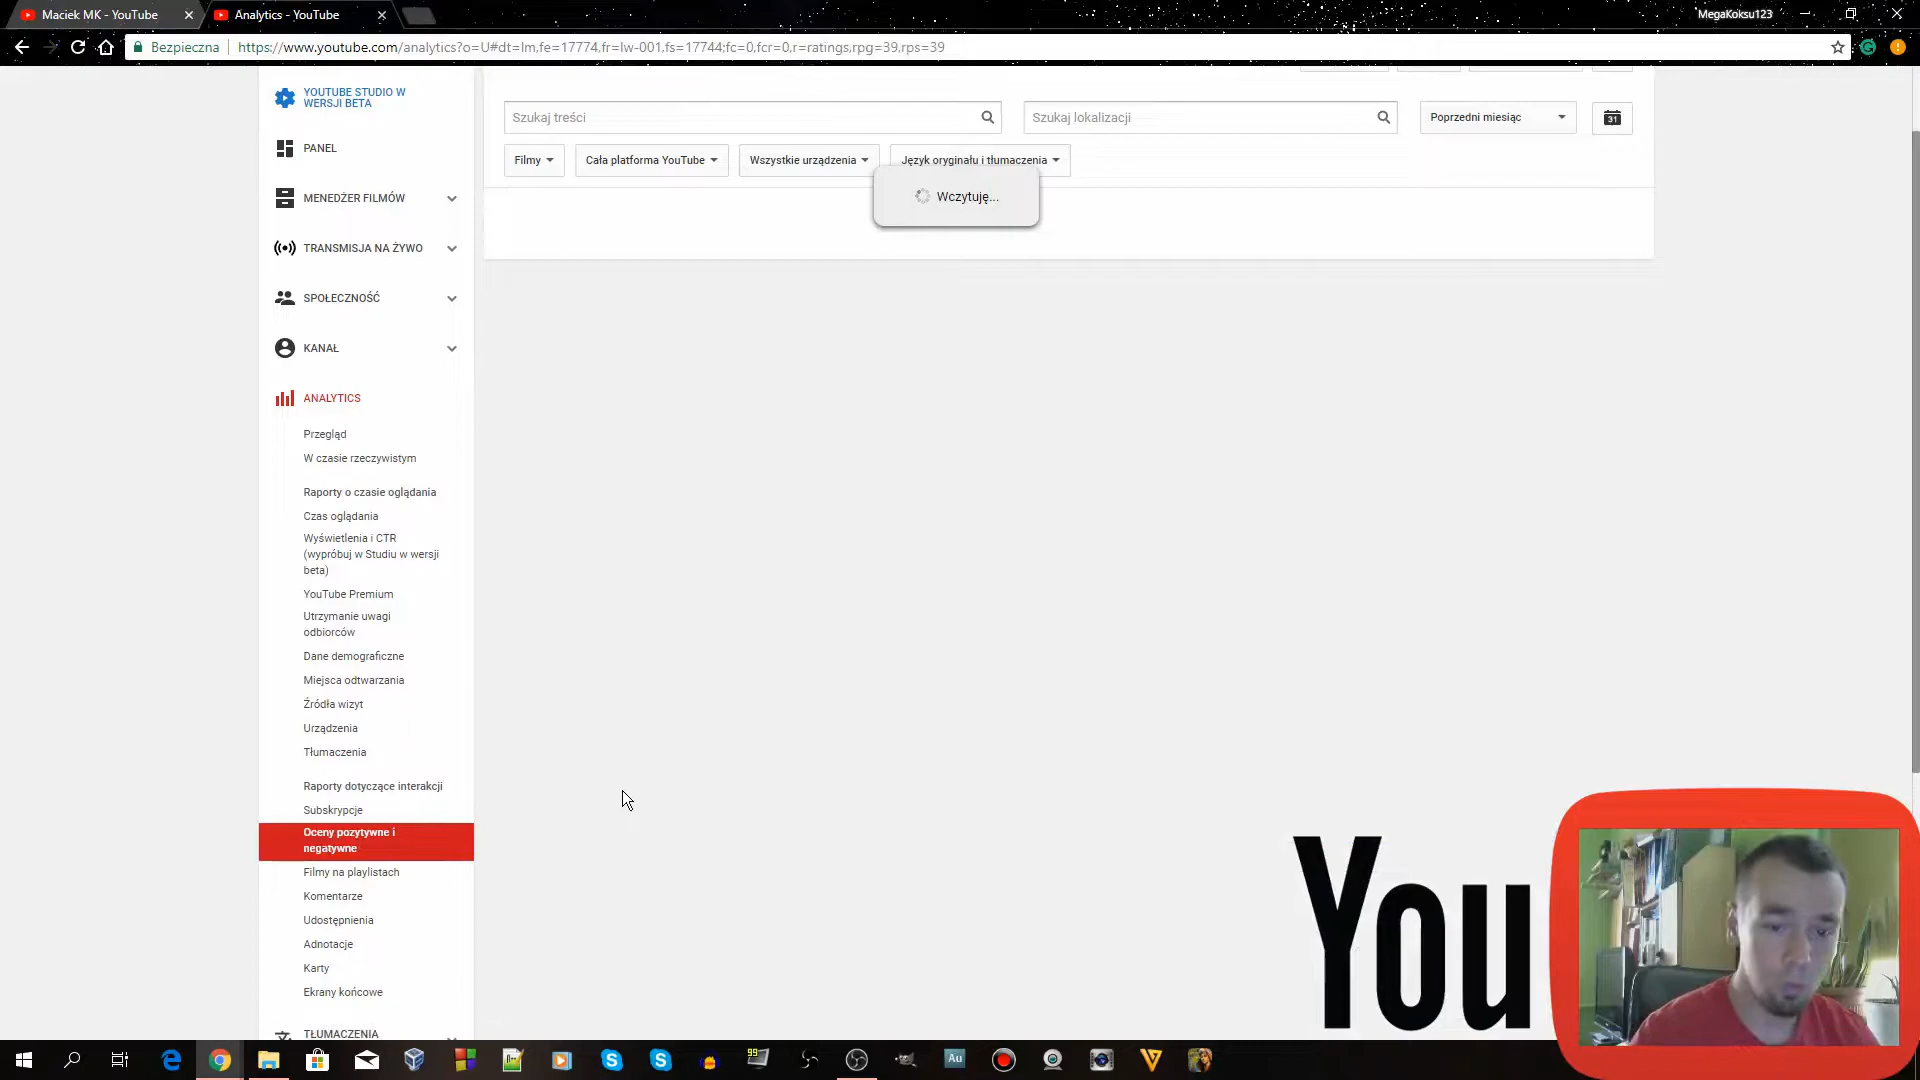 Maciek MK - YouTube
Analytics - YouTube
MegaKoksu123
Bezpieczna
https://www.youtube.com/analytics?o=U#dt=lm,fe=17774,fr=lw-001,fs=17744;fc=0,fcr=0,r=ratings,rpg=39,rps=39
YOUTUBE STUDIO W
WERSJI BETA
Szukaj treści
Szukaj lokalizacji
Poprzedni miesiąc
31
Filmy
Cała platforma YouTube
Wszystkie urządzenia
Język oryginału i tłumaczenia
Wczytuję...
PANEL
MENEDŻER FILMÓW
TRANSMISJA NA ŻYWO
SPOŁECZNOŚĆ
KANAŁ
ANALYTICS
Przegląd
W czasie rzeczywistym
Raporty o czasie oglądania
Czas oglądania
Wyświetlenia i CTR
(wypróbuj w Studiu w wersji
beta)
YouTube Premium
Utrzymanie uwagi
odbiorców
Dane demograficzne
Miejsca odtwarzania
Źródła wizyt
Urządzenia
Tłumaczenia
Raporty dotyczące interakcji
Subskrypcje
Oceny pozytywne i
negatywne
Filmy na playlistach
Komentarze
Udostępnienia
Adnotacje
Karty
Ekrany końcowe
TŁUMACZENIA
You
99
Au